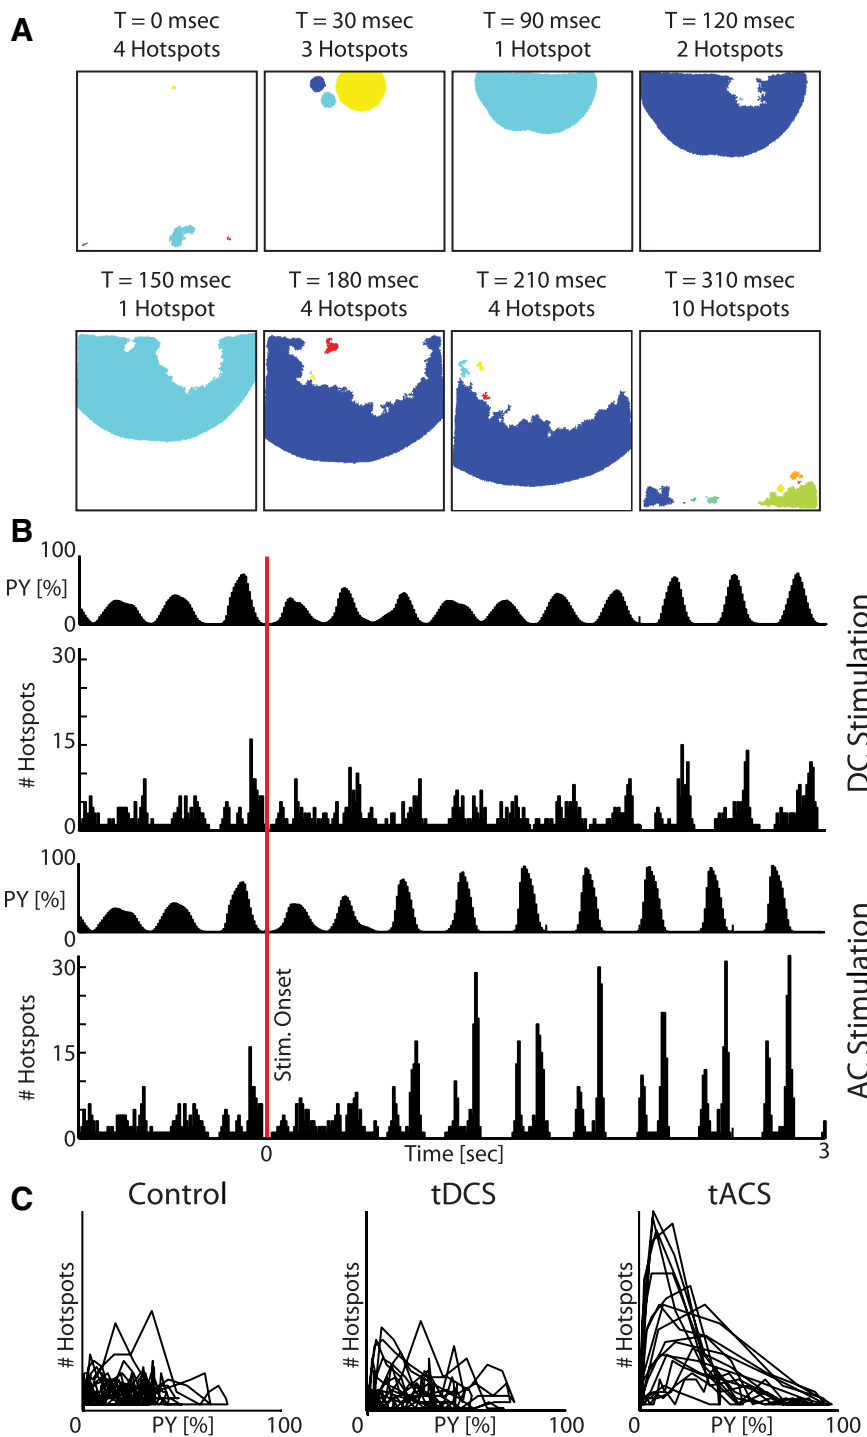 A
T = 0 msec
4 Hotspots
T = 30 msec
3 Hotspots
T = 90 msec
1 Hotspot
T = 120 msec
2 Hotspots
T = 150 msec
1 Hotspot
T = 180 msec
4 Hotspots
T = 210 msec
4 Hotspots
T = 310 msec
10 Hotspots
B
100
PY [%]
0
30
15
0
# Hotspots
DC Stimulation
100
PY [%]
0
30
15
0
# Hotspots
Stim. Onset
AC Stimulation
0
Time [sec]
3
C
Control
# Hotspots
0
PY [%]
100
tDCS
# Hotspots
0
PY [%]
100
tACS
# Hotspots
0
PY [%]
100